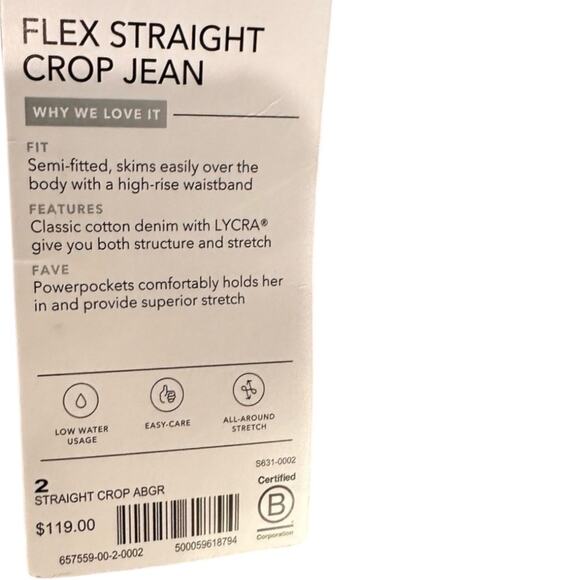 FLEX STRAIGHT
CROP JEAN
WHY WE LOVE IT
FIT
Semi-fitted, skims easily over the
body with a high-rise waistband
FEATURES
Classic cotton denim with LYCRA®
give you both structure and stretch
FAVE
Powerpockets comfortably holds her
in and provide superior stretch
LOW WATER
USAGE
EASY-CARE
ALL-AROUND
STRETCH
S631-0002
2
STRAIGHT CROP ABGR
$119.00
657559-00-2-0002
500059618794
Certified
B
Corporation